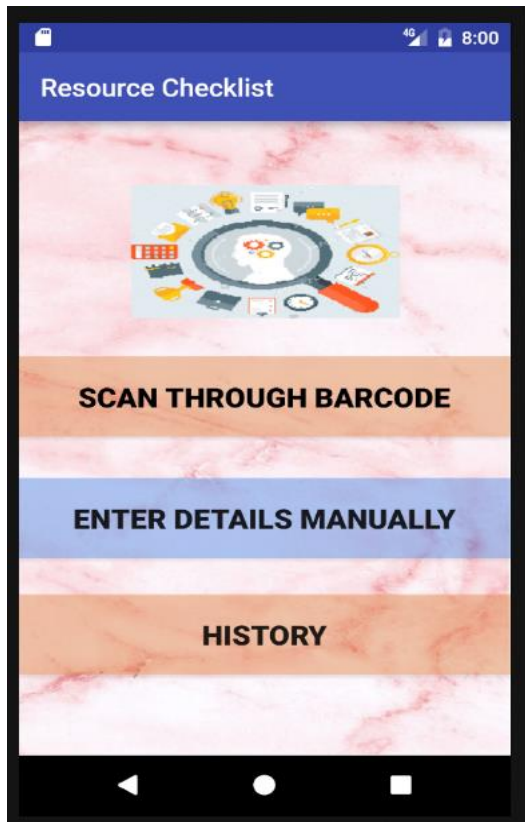 4G 8:00
Resource Checklist
SCAN THROUGH BARCODE
ENTER DETAILS MANUALLY
HISTORY